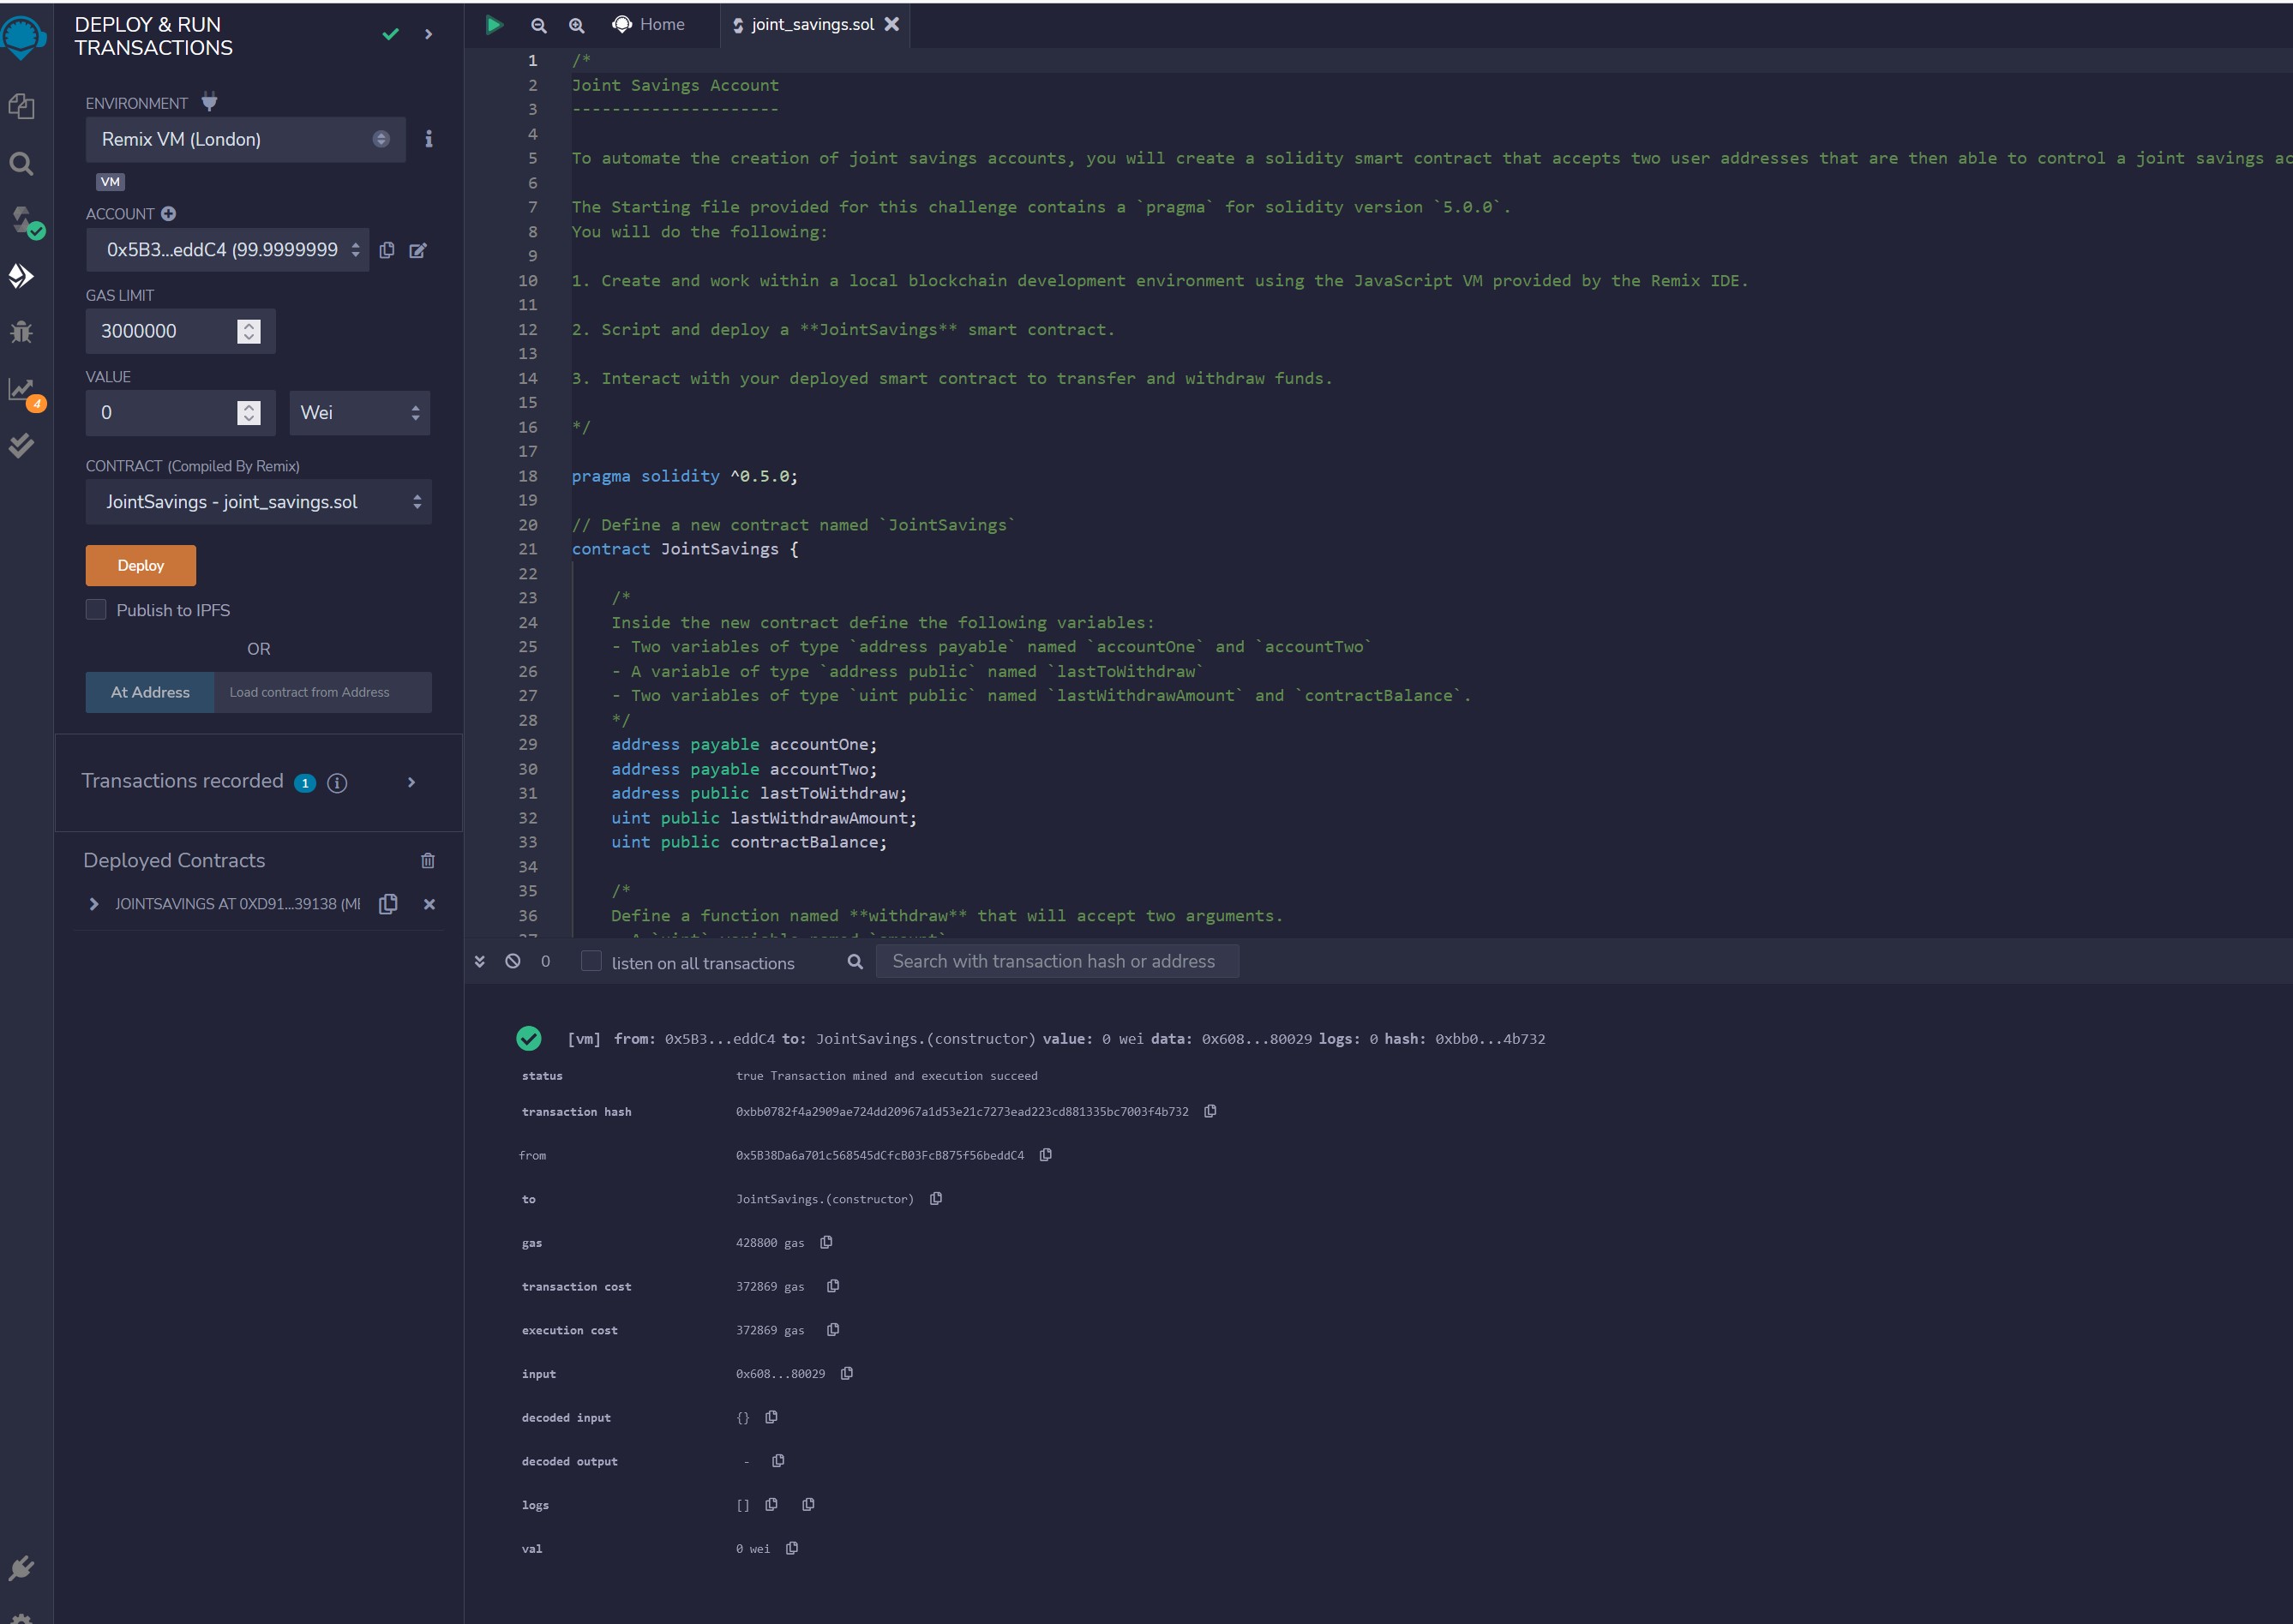 DEPLOY & RUN
TRANSACTIONS
ENVIRONMENT
Remix VM (London)
VM
ACCOUNT
0x5B3...eddC4 (99.9999999
GAS LIMIT
3000000
VALUE
0
Wei
CONTRACT (Compiled By Remix)
JointSavings - joint_savings.sol
Deploy
Publish to IPFS
OR
At Address
Load contract from Address
Transactions recorded 1
Deployed Contracts
JOINTSAVINGS AT 0XD91...39138 (ME
4
Home
joint_savings.sol
1 /*
2 Joint Savings Account
3 ---------------------
4
5 To automate the creation of joint savings accounts, you will create a solidity smart contract that accepts two user addresses that are then able to control a joint savings ac
6
7 The Starting file provided for this challenge contains a `pragma` for solidity version `5.0.0`.
8 You will do the following:
9
10 1. Create and work within a local blockchain development environment using the JavaScript VM provided by the Remix IDE.
11
12 2. Script and deploy a **JointSavings** smart contract.
13
14 3. Interact with your deployed smart contract to transfer and withdraw funds.
15
16 */
17
18 pragma solidity ^0.5.0;
19
20 // Define a new contract named `JointSavings`
21 contract JointSavings {
22
23 /*
24 Inside the new contract define the following variables:
25 - Two variables of type `address payable` named `accountOne` and `accountTwo`
26 - A variable of type `address public` named `lastToWithdraw`
27 - Two variables of type `uint public` named `lastWithdrawAmount` and `contractBalance`.
28 */
29 address payable accountOne;
30 address payable accountTwo;
31 address public lastToWithdraw;
32 uint public lastWithdrawAmount;
33 uint public contractBalance;
34
35 /*
36 Define a function named **withdraw** that will accept two arguments.
37 - A `uint` variable named `amount`
0
listen on all transactions
Search with transaction hash or address
[vm] from: 0x5B3...eddC4 to: JointSavings.(constructor) value: 0 wei data: 0x608...80029 logs: 0 hash: 0xbb0...4b732
status true Transaction mined and execution succeed
transaction hash 0xbb0782f4a2909ae724dd20967a1d53e21c7273ead223cd881335bc7003f4b732
from 0x5B38Da6a701c568545dCfcB03FcB875f56beddC4
to JointSavings.(constructor)
gas 428800 gas
transaction cost 372869 gas
execution cost 372869 gas
input 0x608...80029
decoded input {}
decoded output -
logs []
val 0 wei